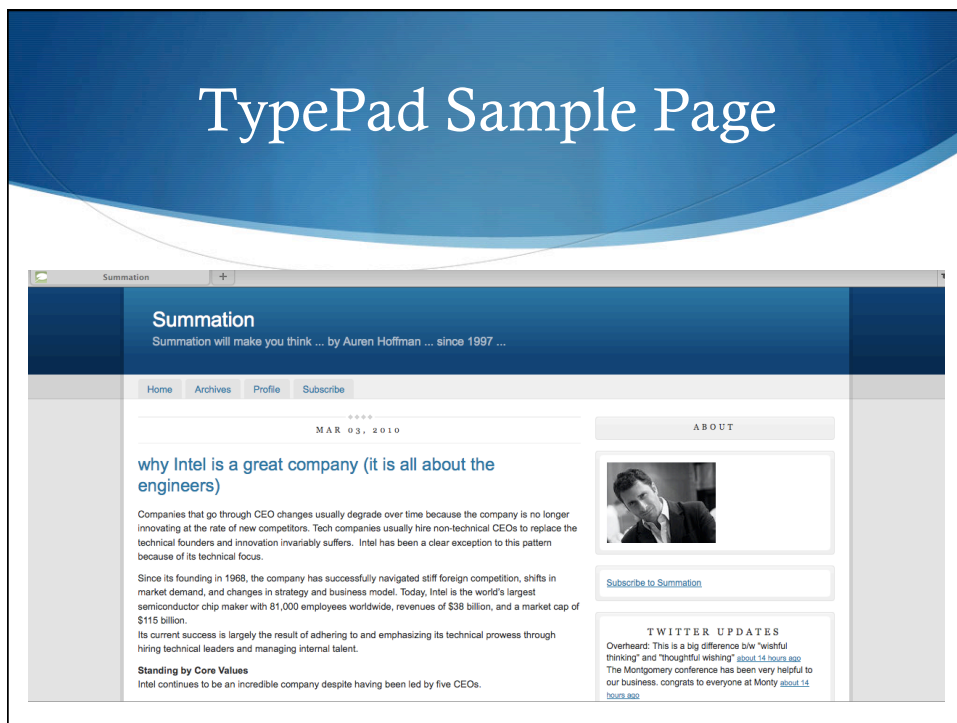 TypePad Sample Page
Summation
Summation
Summation will make you think ... by Auren Hoffman ... since 1997 ...
Home Archives Profile Subscribe
MAR 03, 2010
why Intel is a great company (it is all about the
engineers)
Companies that go through CEO changes usually degrade over time because the company is no longer
innovating at the rate of new competitors. Tech companies usually hire non-technical CEOs to replace the
technical founders and innovation invariably suffers. Intel has been a clear exception to this pattern
because of its technical focus.
Since its founding in 1968, the company has successfully navigated stiff foreign competition, shifts in
market demand, and changes in strategy and business model. Today, Intel is the world's largest
semiconductor chip maker with 81,000 employees worldwide, revenues of $38 billion, and a market cap of
$115 billion.
Its current success is largely the result of adhering to and emphasizing its technical prowess through
hiring technical leaders and managing internal talent.
Standing by Core Values
Intel continues to be an incredible company despite having been led by five CEOs.
ABOUT
Subscribe to Summation
TWITTER UPDATES
Overheard: This is a big difference b/w "wishful
thinking" and "thoughtful wishing" about 14 hours ago
The Montgomery conference has been very helpful to
our business. congrats to everyone at Monty about 14
hours ago